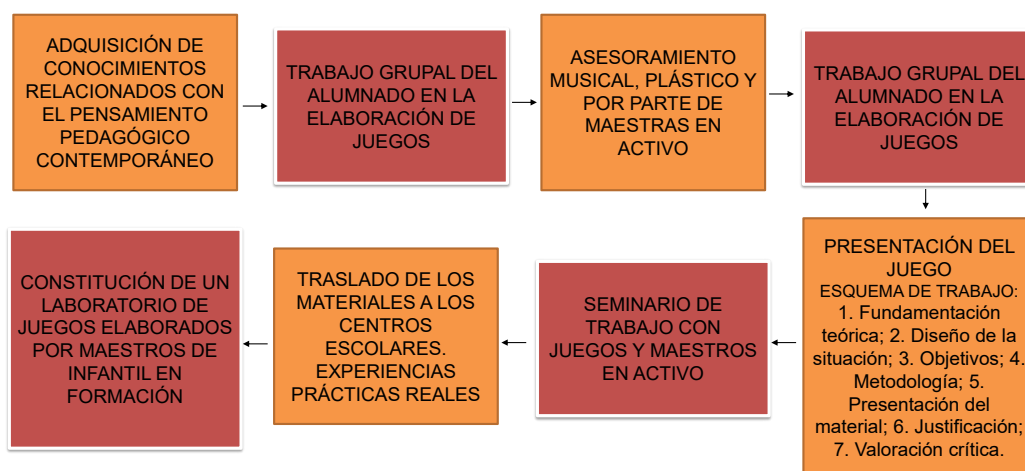 ADQUISICIÓN DE
CONOCIMIENTOS
RELACIONADOS CON
EL PENSAMIENTO
PEDAGÓGICO
CONTEMPORÁNEO
TRABAJO GRUPAL DEL
ALUMNADO EN LA
ELABORACIÓN DE
JUEGOS
ASESORAMIENTO
MUSICAL, PLÁSTICO Y
POR PARTE DE
MAESTRAS EN
ACTIVO
TRABAJO GRUPAL DEL
ALUMNADO EN LA
ELABORACIÓN DE
JUEGOS
PRESENTACIÓN DEL
JUEGO
ESQUEMA DE TRABAJO:
1. Fundamentación
teórica; 2. Diseño de la
situación; 3. Objetivos; 4.
Metodología; 5.
Presentación del
material; 6. Justificación;
7. Valoración crítica.
SEMINARIO DE
TRABAJO CON
JUEGOS Y MAESTROS
EN ACTIVO
TRASLADO DE LOS
MATERIALES A LOS
CENTROS
ESCOLARES.
EXPERIENCIAS
PRÁCTICAS REALES
CONSTITUCIÓN DE UN
LABORATORIO DE
JUEGOS ELABORADOS
POR MAESTROS DE
INFANTIL EN
FORMACIÓN